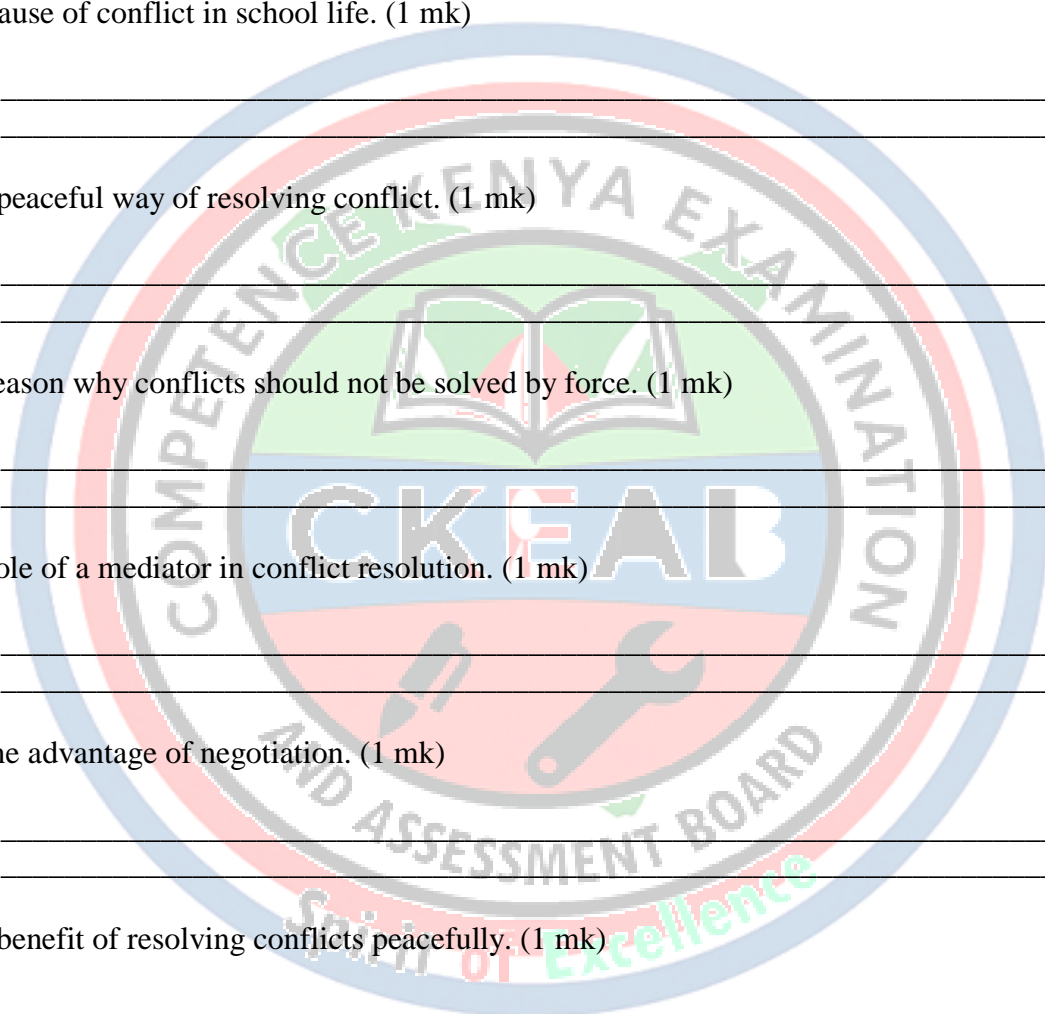 ause of conflict in school life. (1 mk)
peaceful way of resolving conflict. (1 mk)
eason why conflicts should not be solved by force. (1 mk)
ole of a mediator in conflict resolution. (1 mk)
ne advantage of negotiation. (1 mk)
benefit of resolving conflicts peacefully. (1 mk)
COMPETENCE KENYA EXAMINATION
CKEAB
AND ASSESSMENT BOARD
Spirit of Excellence